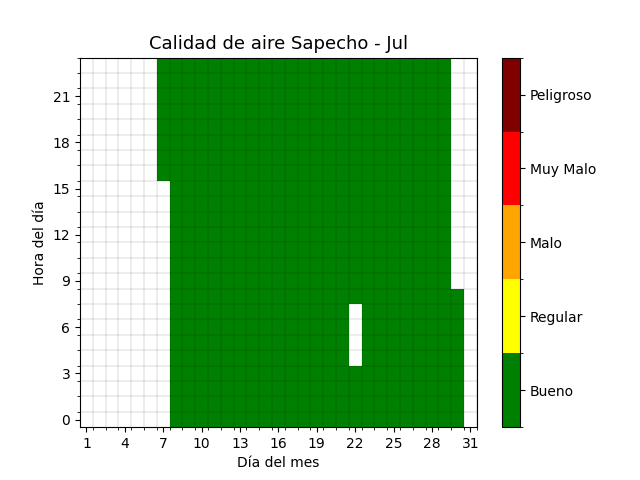 Calidad de aire Sapecho - Jul
21
18
15
12
9
6
3
0
Hora del día
1 4 7 10 13 16 19 22 25 28 31
Día del mes
Peligroso
Muy Malo
Malo
Regular
Bueno